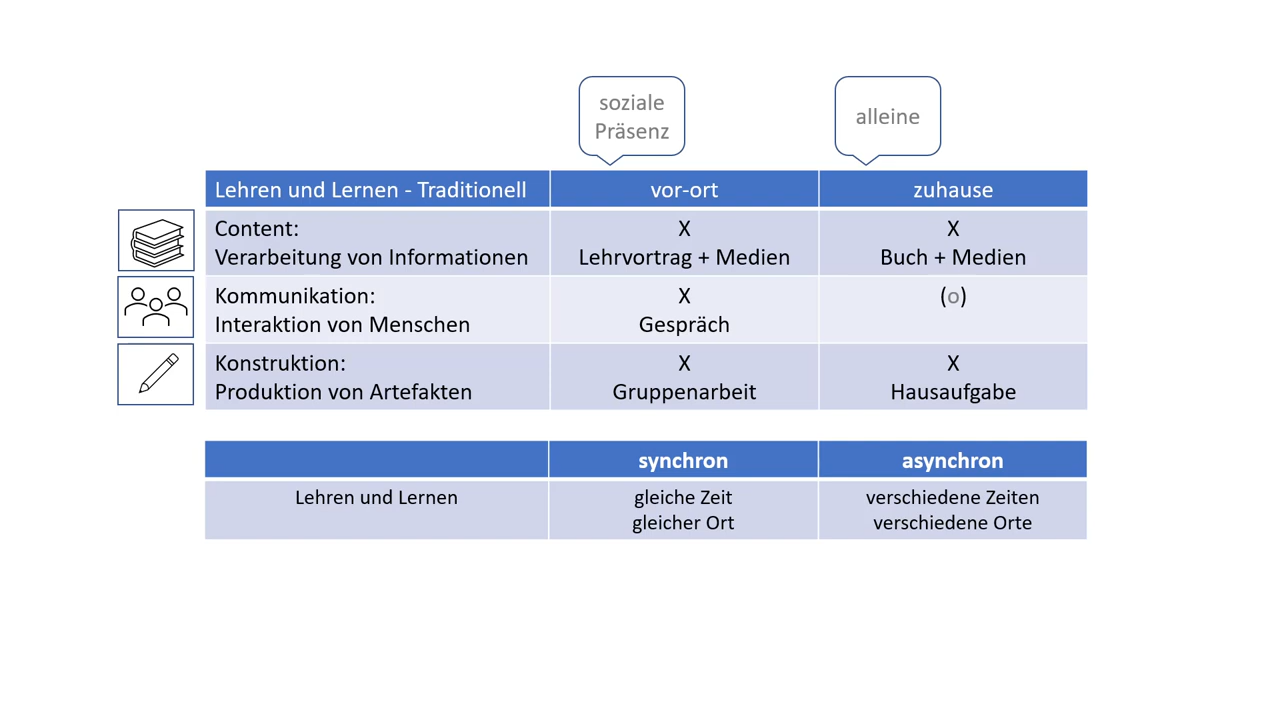 soziale
Präsenz
alleine
Lehren und Lernen - Traditionell
vor-ort
zuhause
Content:
Verarbeitung von Informationen
X
Lehrvortrag + Medien
X
Buch + Medien
Kommunikation:
Interaktion von Menschen
X
Gespräch
(o)
Konstruktion:
Produktion von Artefakten
X
Gruppenarbeit
X
Hausaufgabe
synchron
asynchron
Lehren und Lernen
gleiche Zeit
gleicher Ort
verschiedene Zeiten
verschiedene Orte